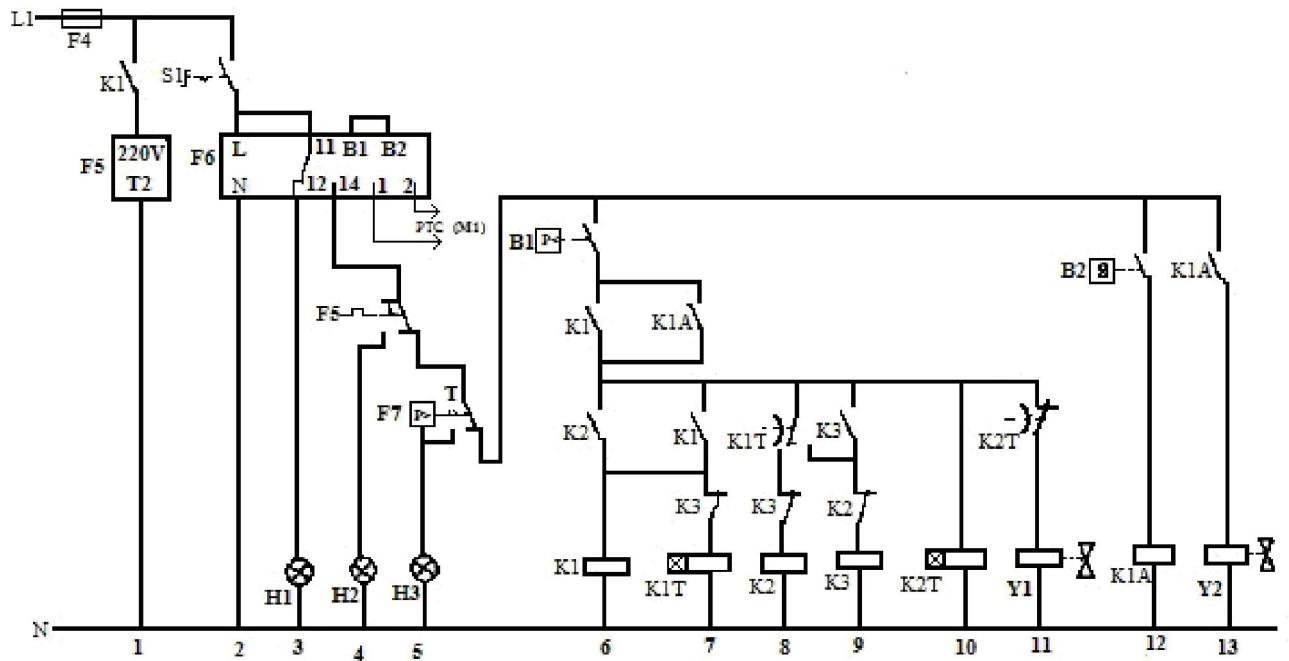 L1
F4
K1
S1
F5 220V T2
F6 L 11 B1 B2
N 12 14 1 2
PTC (M1)
B1 P<
B2 K1A
F5
K1 K1A
F7 P> T
K2 K1 K1T K3 K2T
K3 K3 K2
K1 K1T K2 K3 K2T Y1 K1A Y2
H1 H2 H3
N
1 2 3 4 5 6 7 8 9 10 11 12 13